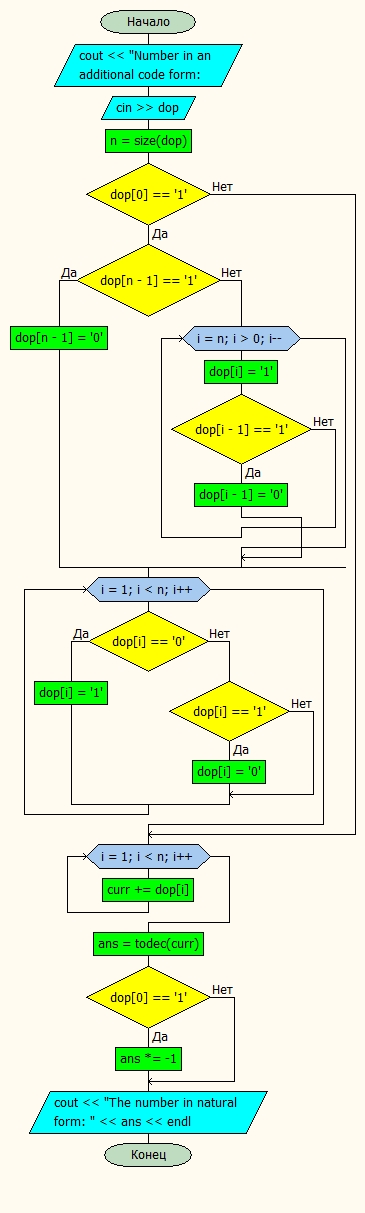 Начало
cout << "Number in an
additional code form:
cin >> dop
n = size(dop)
dop[0] == '1'
Нет
Да
dop[n - 1] == '1'
Да
Нет
dop[n - 1] = '0'
i = n; i > 0; i--
dop[i] = '1'
dop[i - 1] == '1'
Нет
Да
dop[i - 1] = '0'
i = 1; i < n; i++
dop[i] == '0'
Да
Нет
dop[i] = '1'
dop[i] == '1'
Нет
Да
dop[i] = '0'
i = 1; i < n; i++
curr += dop[i]
ans = todec(curr)
dop[0] == '1'
Нет
Да
ans *= -1
cout << "The number in natural
form: " << ans << endl
Конец